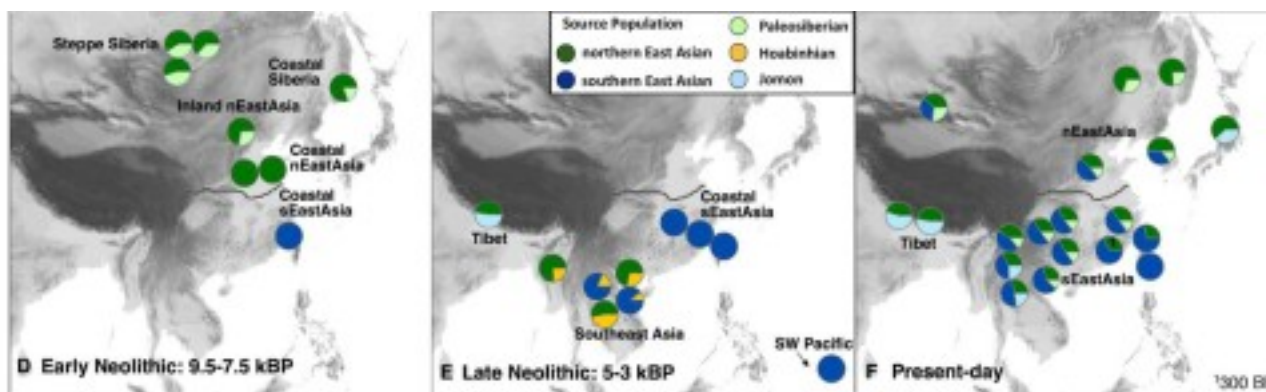 Steppe Siberia
Coastal
Siberia
Inland nEastAsia
Coastal
nEastAsia
Coastal
sEastAsia
D Early Neolithic: 9.5-7.5 kBP
Source Population
northern East Asian
southern East Asian
Paleosiberian
Hoabinhian
Jomon
Coastal
sEastAsia
Tibet
Southeast Asia
SW Pacific
E Late Neolithic: 5-3 kBP
nEastAsia
Tibet
sEastAsia
F Present-day
300 B